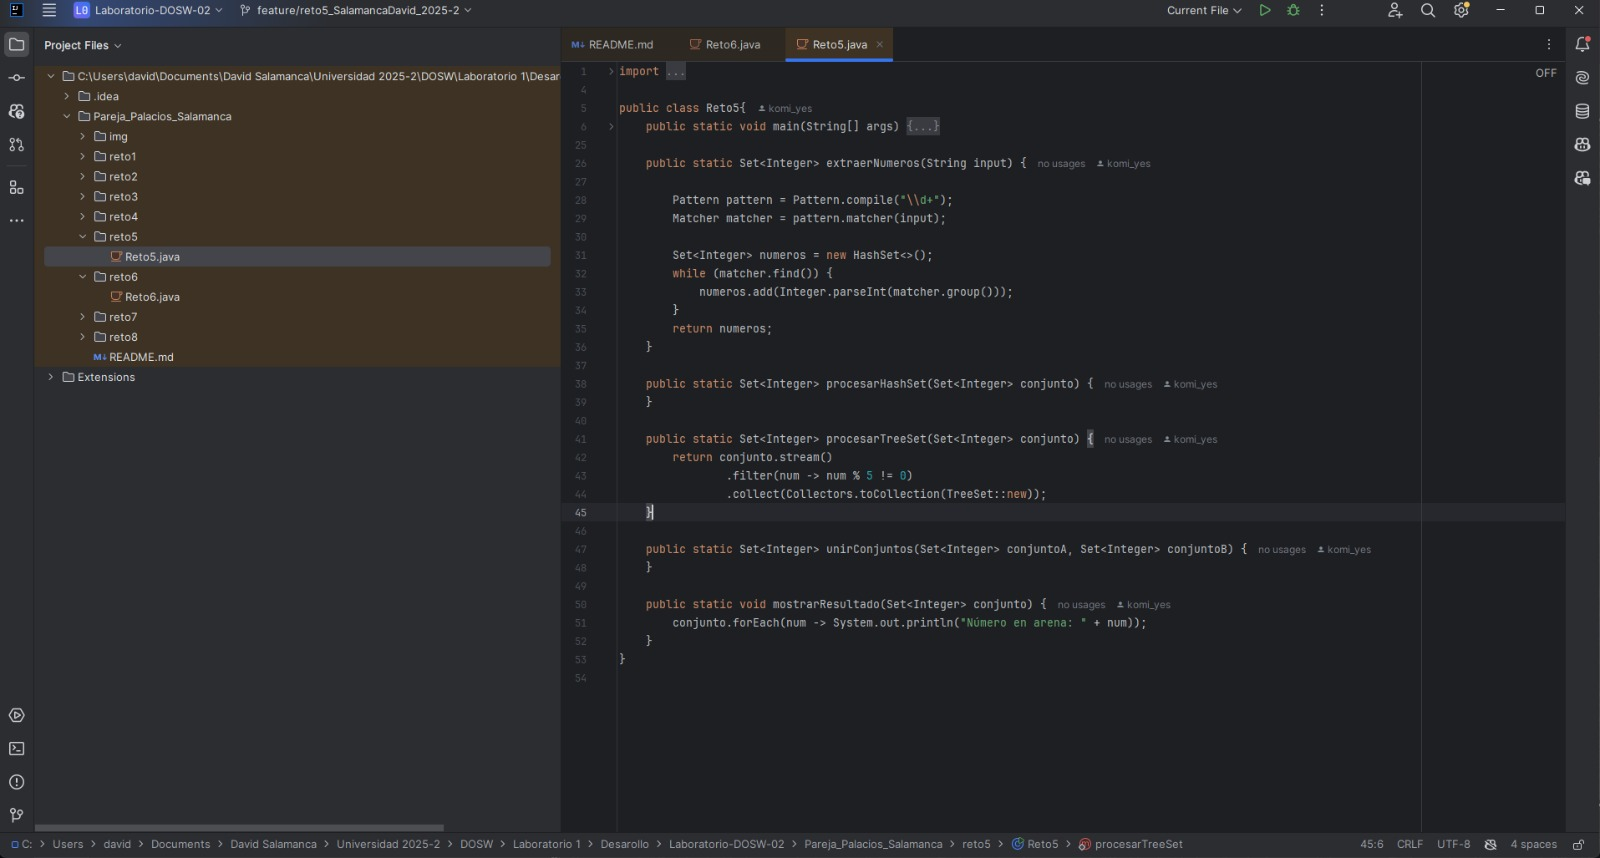 L0 Laboratorio-DOSW-02 feature/reto5_SalamancaDavid_2025-2 Current File
Project Files
C:\Users\david\Documents\David Salamanca\Universidad 2025-2\DOSW\Laboratorio 1\Desar
.idea
Pareja_Palacios_Salamanca
img
reto1
reto2
reto3
reto4
reto5
Reto5.java
reto6
Reto6.java
reto7
reto8
M↓ README.md
Extensions
M↓ README.md Reto6.java Reto5.java
OFF
1 import ...
4
5 public class Reto5{ komi_yes
6 public static void main(String[] args) {...}
25
26 public static Set<Integer> extraerNumeros(String input) { no usages komi_yes
27
28 Pattern pattern = Pattern.compile("\\d+");
29 Matcher matcher = pattern.matcher(input);
30
31 Set<Integer> numeros = new HashSet<>();
32 while (matcher.find()) {
33 numeros.add(Integer.parseInt(matcher.group()));
34 }
35 return numeros;
36 }
37
38 public static Set<Integer> procesarHashSet(Set<Integer> conjunto) { no usages komi_yes
39 }
40
41 public static Set<Integer> procesarTreeSet(Set<Integer> conjunto) { no usages komi_yes
42 return conjunto.stream()
43 .filter(num -> num % 5 != 0)
44 .collect(Collectors.toCollection(TreeSet::new));
45 }
46
47 public static Set<Integer> unirConjuntos(Set<Integer> conjuntoA, Set<Integer> conjuntoB) { no usages komi_yes
48 }
49
50 public static void mostrarResultado(Set<Integer> conjunto) { no usages komi_yes
51 conjunto.forEach(num -> System.out.println("Número en arena: " + num));
52 }
53 }
54
C: > Users > david > Documents > David Salamanca > Universidad 2025-2 > DOSW > Laboratorio 1 > Desarollo > Laboratorio-DOSW-02 > Pareja_Palacios_Salamanca > reto5 > Reto5 > procesarTreeSet 45:6 CRLF UTF-8 4 spaces